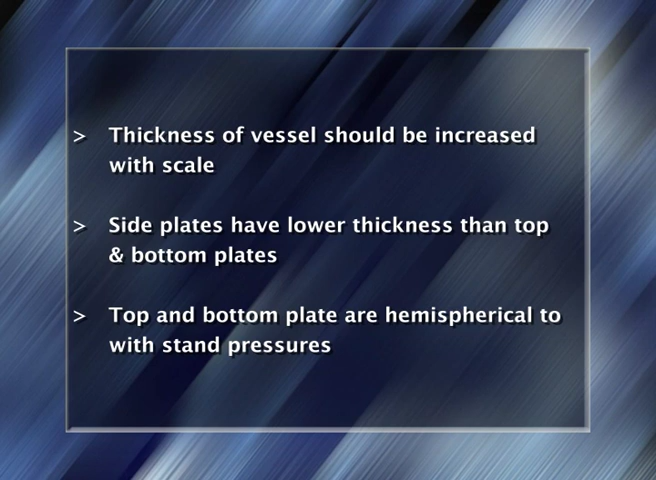 > Thickness of vessel should be increased
with scale
> Side plates have lower thickness than top
& bottom plates
> Top and bottom plate are hemispherical to
with stand pressures